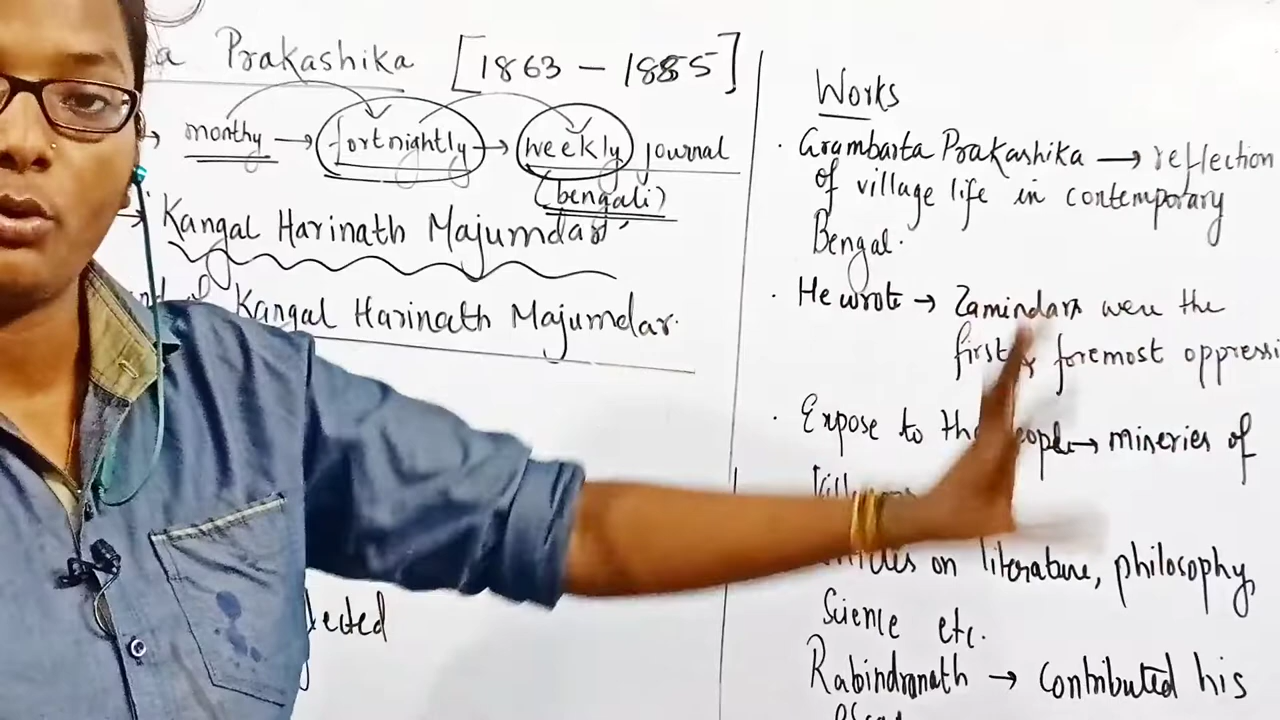 a Prakashika [1863 – 1885]
monthy → fortnightly → weekly journal
(bengali)
Kangal Harinath Majumdar
Kangal Harinath Majumdar.
lected
Works
· Grambarta Prakashika → reflection
of village life in contemporary
Bengal.
· He wrote → Zamindars were the
first & foremost oppressi
· Expose to the people → miseries of
on literature, philosophy,
Science etc.
Rabindranath → contributed his